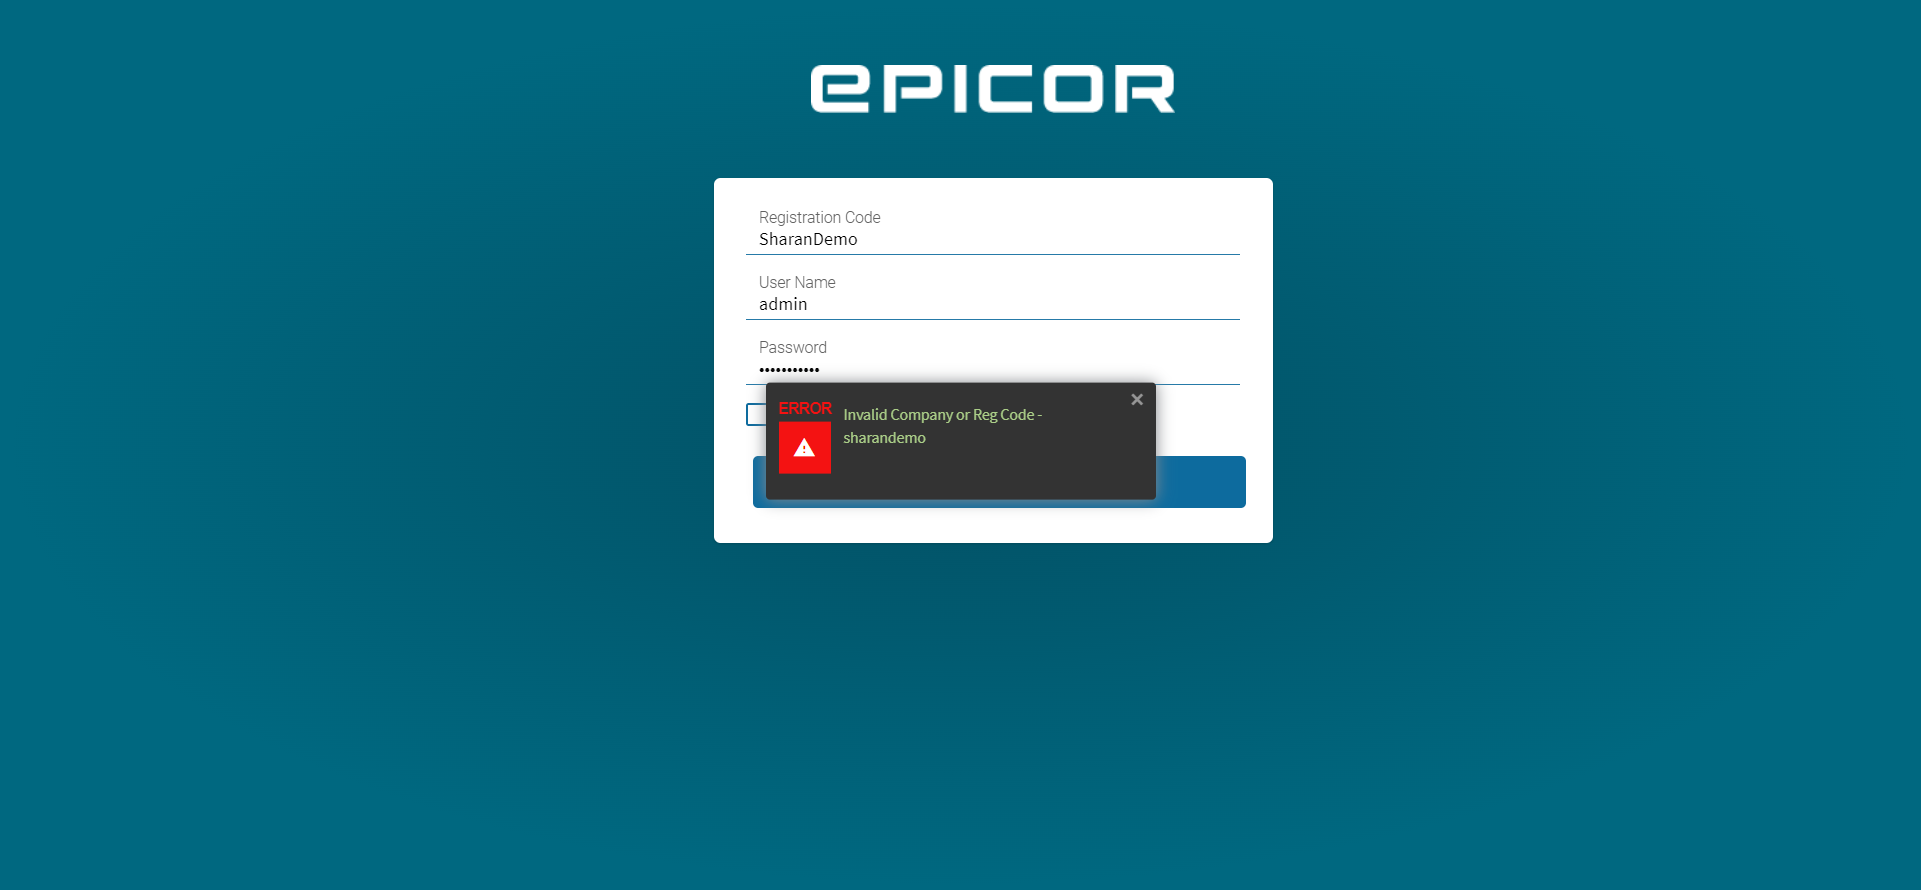 EPICOR
Registration Code
SharanDemo
User Name
admin
Password
•••••••••••
ERROR
Invalid Company or Reg Code -
sharandemo